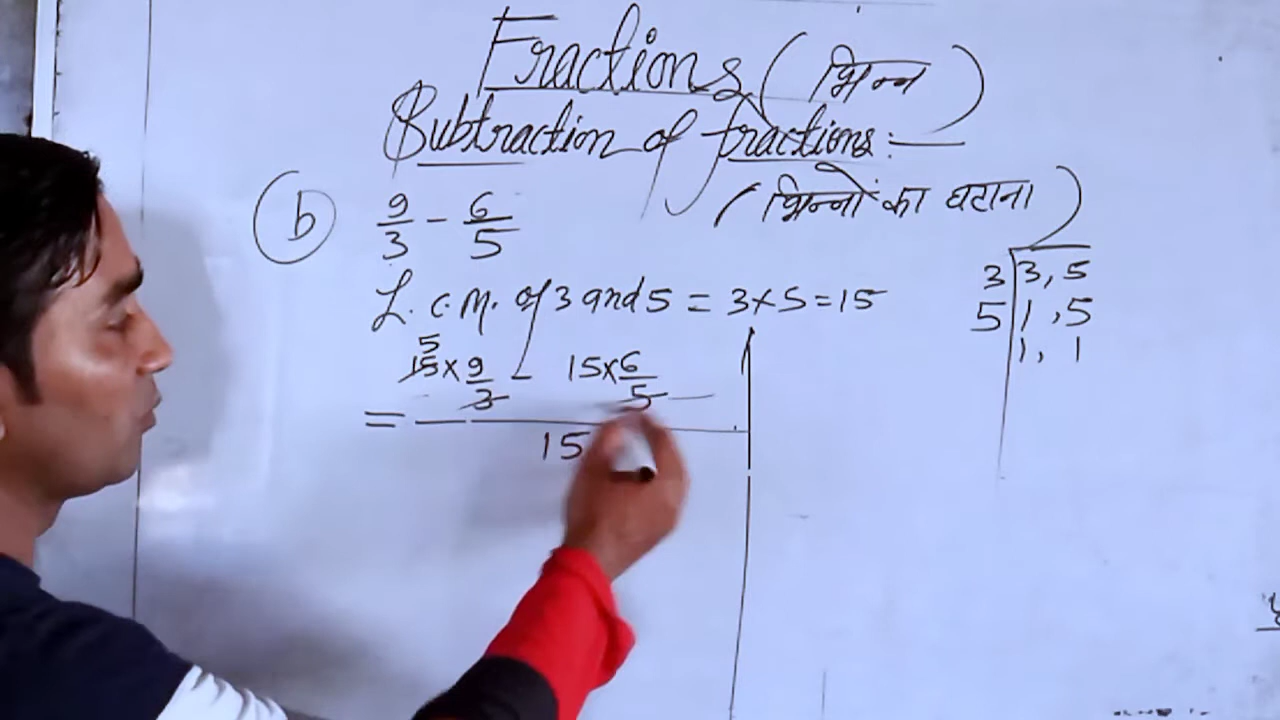 Fractions (भिन्न)
Subtraction of fractions:—
(भिन्नों का घटाना)
(b) 9/3 - 6/5
L.C.M. of 3 and 5 = 3×5=15
5
= 15×9/3 - 15×6/5
15
3 | 3, 5
5 | 1, 5
1, 1